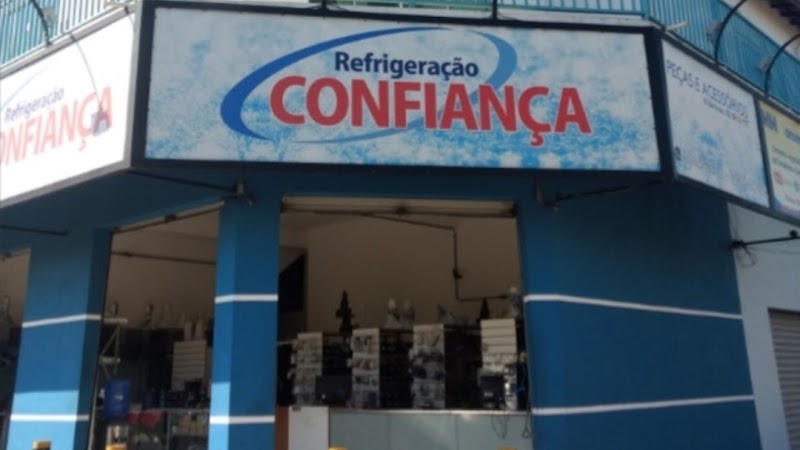 Refrigeração
CONFIANÇA
Refrigeração
CONFIANÇA
PEÇAS E ACESSÓRIOS